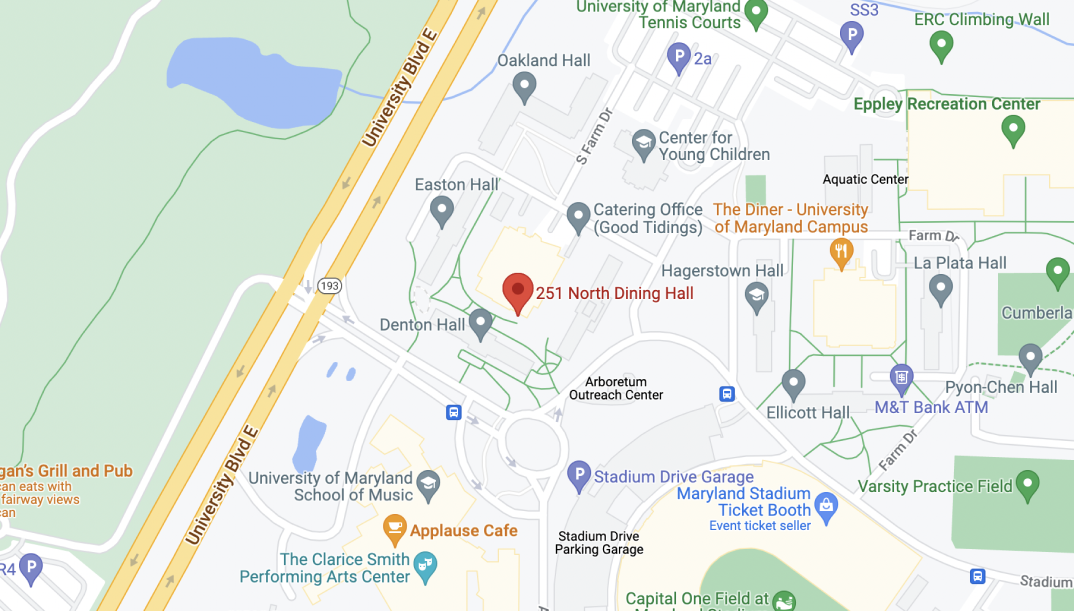 University of Maryland
Tennis Courts
SS3
P
ERC Climbing Wall
P
2a
Oakland Hall
University Blvd E
Eppley Recreation Center
S Farm Dr
Center for
Young Children
Aquatic Center
Easton Hall
Catering Office
(Good Tidings)
The Diner - University
of Maryland Campus
Farm Dr
La Plata Hall
Hagerstown Hall
193
251 North Dining Hall
Denton Hall
Cumberla
Arboretum
Outreach Center
Pyon-Chen Hall
Ellicott Hall
M&T Bank ATM
Farm Dr
University Blvd E
gan's Grill and Pub
can eats with
fairway views
can
University of Maryland
School of Music
P
Stadium Drive Garage
Maryland Stadium
Ticket Booth
Event ticket seller
Varsity Practice Field
Applause Cafe
Stadium Drive
Parking Garage
The Clarice Smith
Performing Arts Center
R4
P
Stadium
Capital One Field at